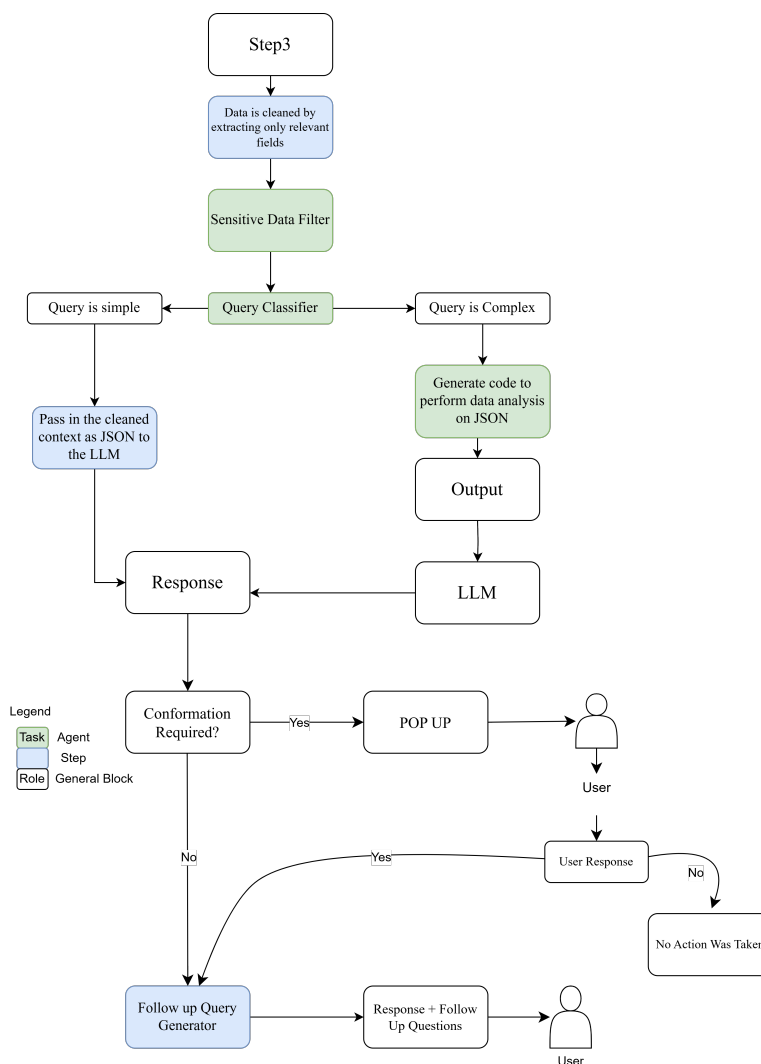 Step3
Data is cleaned by
extracting only relevant
fields
Sensitive Data Filter
Query is simple
Query Classifier
Query is Complex
Generate code to
perform data analysis
on JSON
Pass in the cleaned
context as JSON to
the LLM
Output
Response
LLM
Conformation
Required?
Yes
POP UP
User
Legend
Task Agent
Step
Role General Block
No
Yes
User Response
No
No Action Was Taken
Follow up Query
Generator
Response + Follow
Up Questions
User